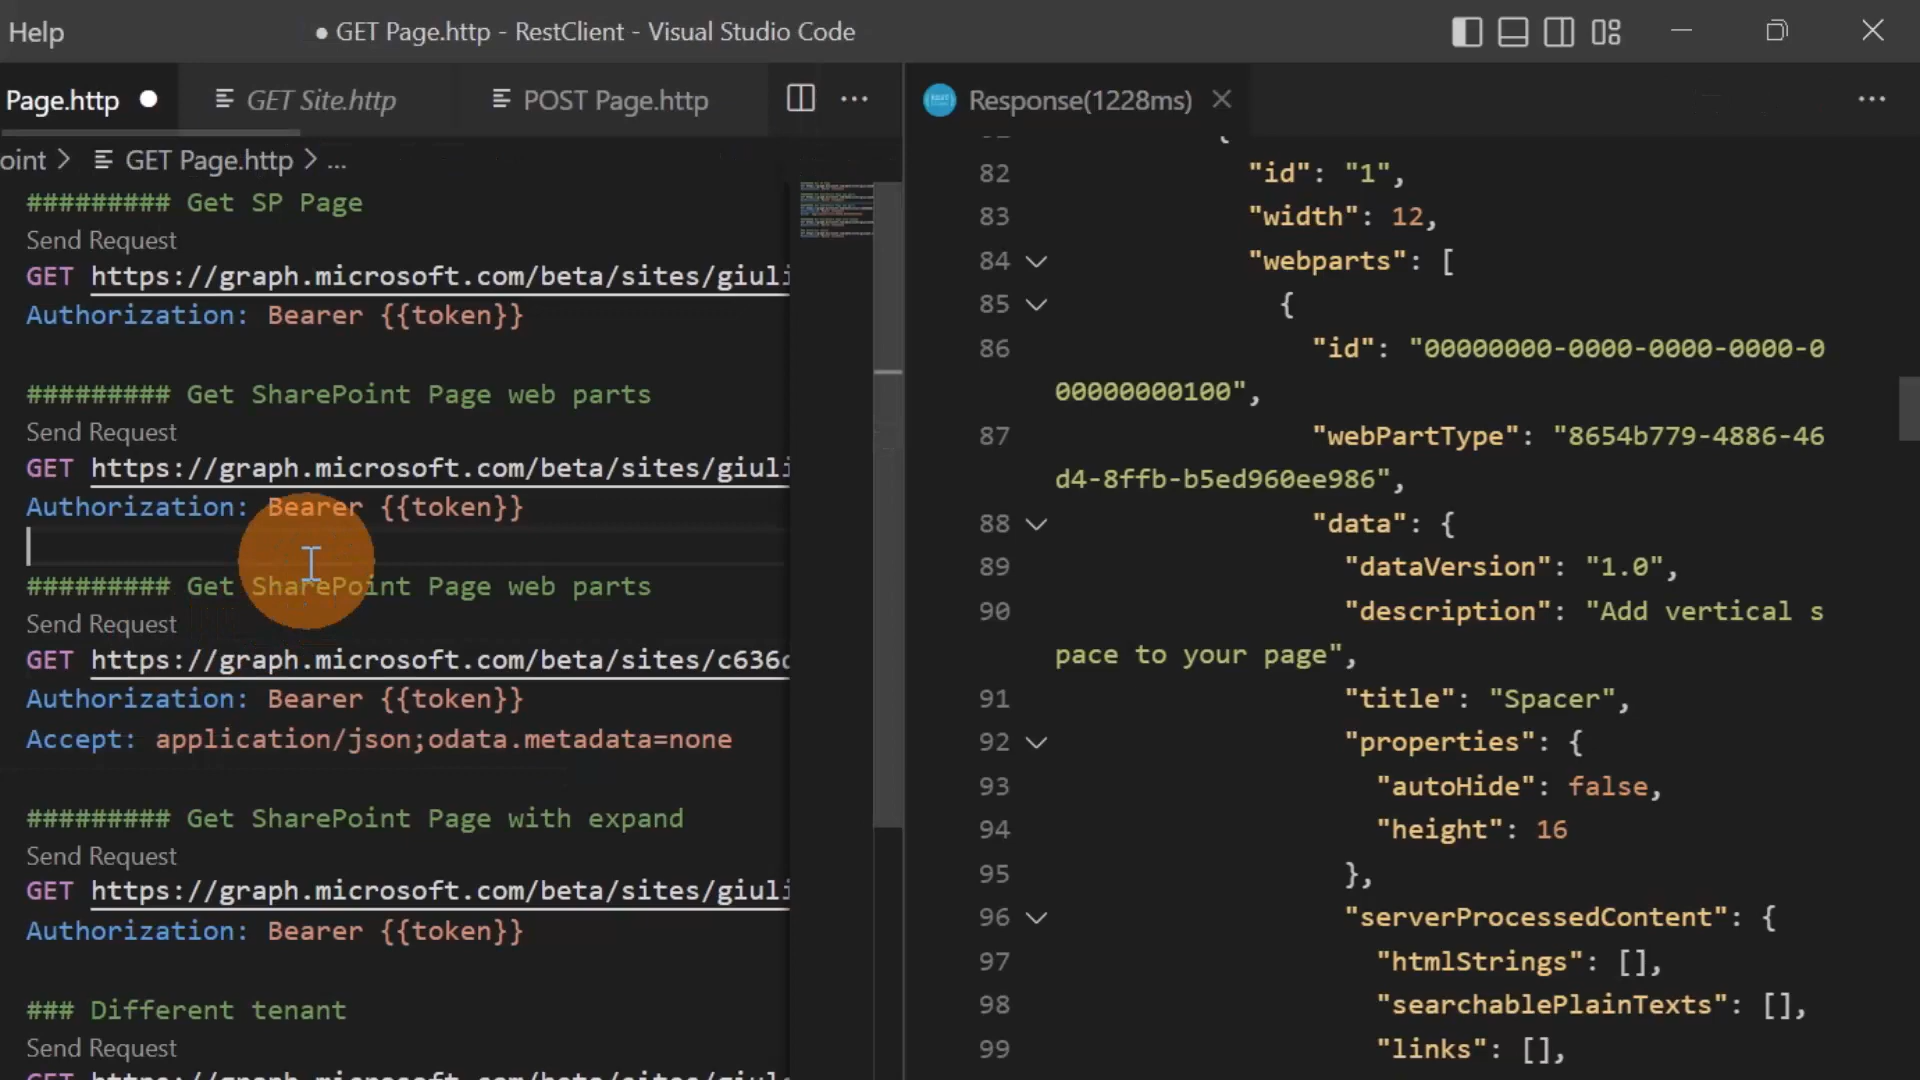 Help
● GET Page.http - RestClient - Visual Studio Code
Page.http
GET Site.http
POST Page.http
oint > GET Page.http > ...
######### Get SP Page
Send Request
GET https://graph.microsoft.com/beta/sites/giuli
Authorization: Bearer {{token}}
######### Get SharePoint Page web parts
Send Request
GET https://graph.microsoft.com/beta/sites/giuli
Authorization: Bearer {{token}}
######### Get SharePoint Page web parts
Send Request
GET https://graph.microsoft.com/beta/sites/c636
Authorization: Bearer {{token}}
Accept: application/json;odata.metadata=none
######### Get SharePoint Page with expand
Send Request
GET https://graph.microsoft.com/beta/sites/giuli
Authorization: Bearer {{token}}
### Different tenant
Send Request
Response(1228ms)
82 "id": "1",
83 "width": 12,
84 "webparts": [
85 {
86 "id": "00000000-0000-0000-0000-0
00000000100",
87 "webPartType": "8654b779-4886-46
d4-8ffb-b5ed960ee986",
88 "data": {
89 "dataVersion": "1.0",
90 "description": "Add vertical s
pace to your page",
91 "title": "Spacer",
92 "properties": {
93 "autoHide": false,
94 "height": 16
95 },
96 "serverProcessedContent": {
97 "htmlStrings": [],
98 "searchablePlainTexts": [],
99 "links": [],